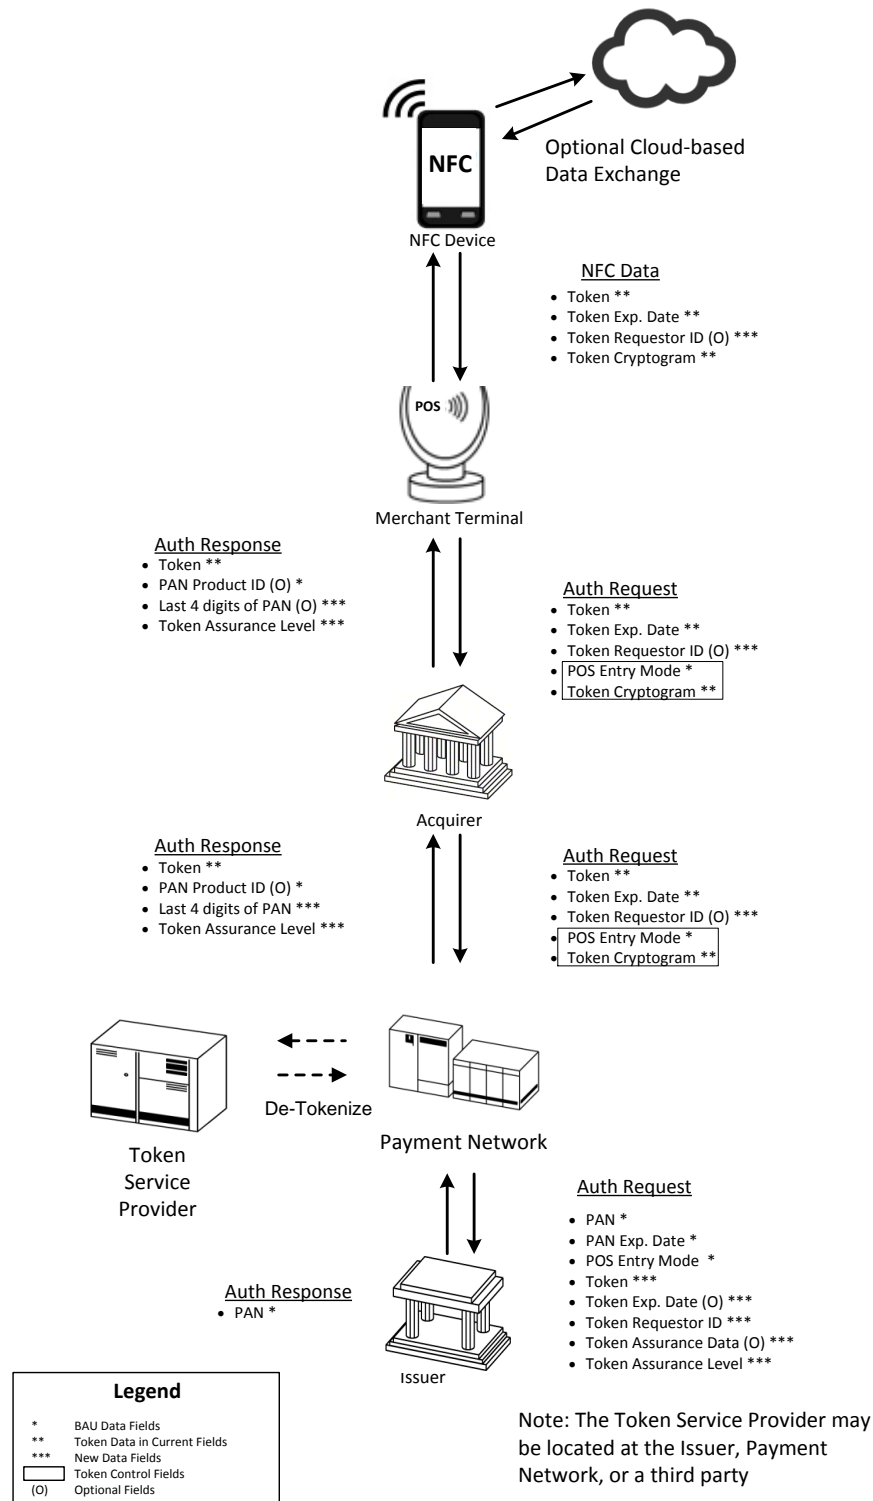 Optional Cloud-based
Data Exchange
NFC
NFC Device
NFC Data
• Token **
• Token Exp. Date **
• Token Requestor ID (O) ***
• Token Cryptogram **
POS
Merchant Terminal
Auth Response
• Token **
• PAN Product ID (O) *
• Last 4 digits of PAN (O) ***
• Token Assurance Level ***
Auth Request
• Token **
• Token Exp. Date **
• Token Requestor ID (O) ***
• POS Entry Mode *
• Token Cryptogram **
Acquirer
Auth Response
• Token **
• PAN Product ID (O) *
• Last 4 digits of PAN ***
• Token Assurance Level ***
Auth Request
• Token **
• Token Exp. Date **
• Token Requestor ID (O) ***
• POS Entry Mode *
• Token Cryptogram **
De-Tokenize
Token
Service
Provider
Payment Network
Auth Request
• PAN *
• PAN Exp. Date *
• POS Entry Mode *
• Token ***
• Token Exp. Date (O) ***
• Token Requestor ID ***
• Token Assurance Data (O) ***
• Token Assurance Level ***
Auth Response
• PAN *
Issuer
Legend
* BAU Data Fields
** Token Data in Current Fields
*** New Data Fields
Token Control Fields
(O) Optional Fields
Note: The Token Service Provider may
be located at the Issuer, Payment
Network, or a third party